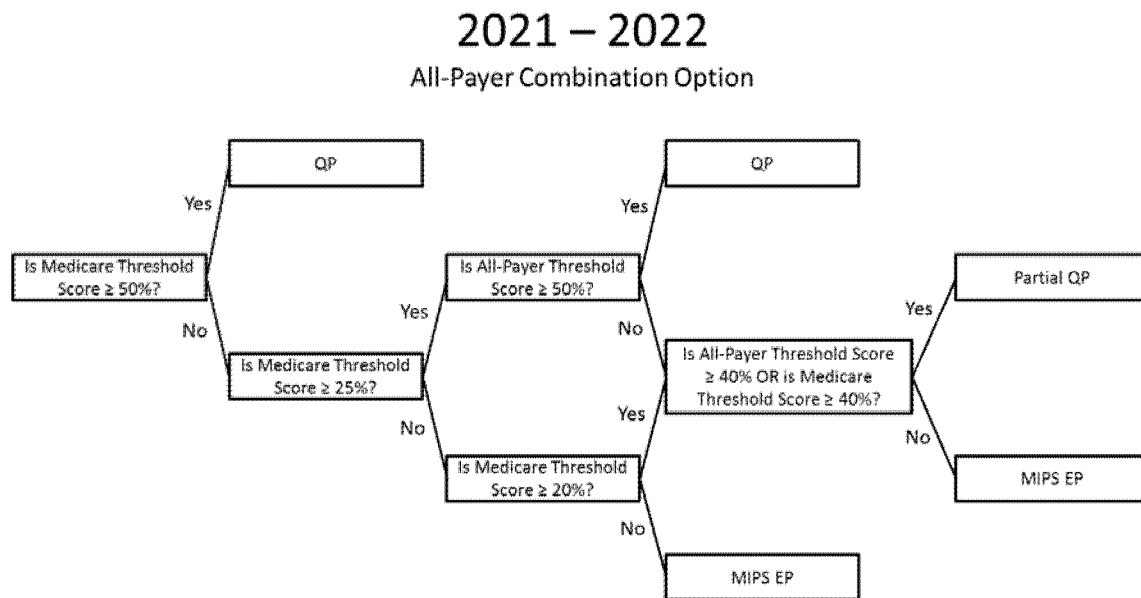 2021 – 2022
All-Payer Combination Option
QP
QP
Yes
Yes
Is Medicare Threshold
Score ≥ 50%?
Is All-Payer Threshold
Score ≥ 50%?
Partial QP
Yes
Yes
No
No
Is Medicare Threshold
Score ≥ 25%?
Is All-Payer Threshold Score
≥ 40% OR is Medicare
Threshold Score ≥ 40%?
Yes
No
No
Is Medicare Threshold
Score ≥ 20%?
MIPS EP
No
MIPS EP